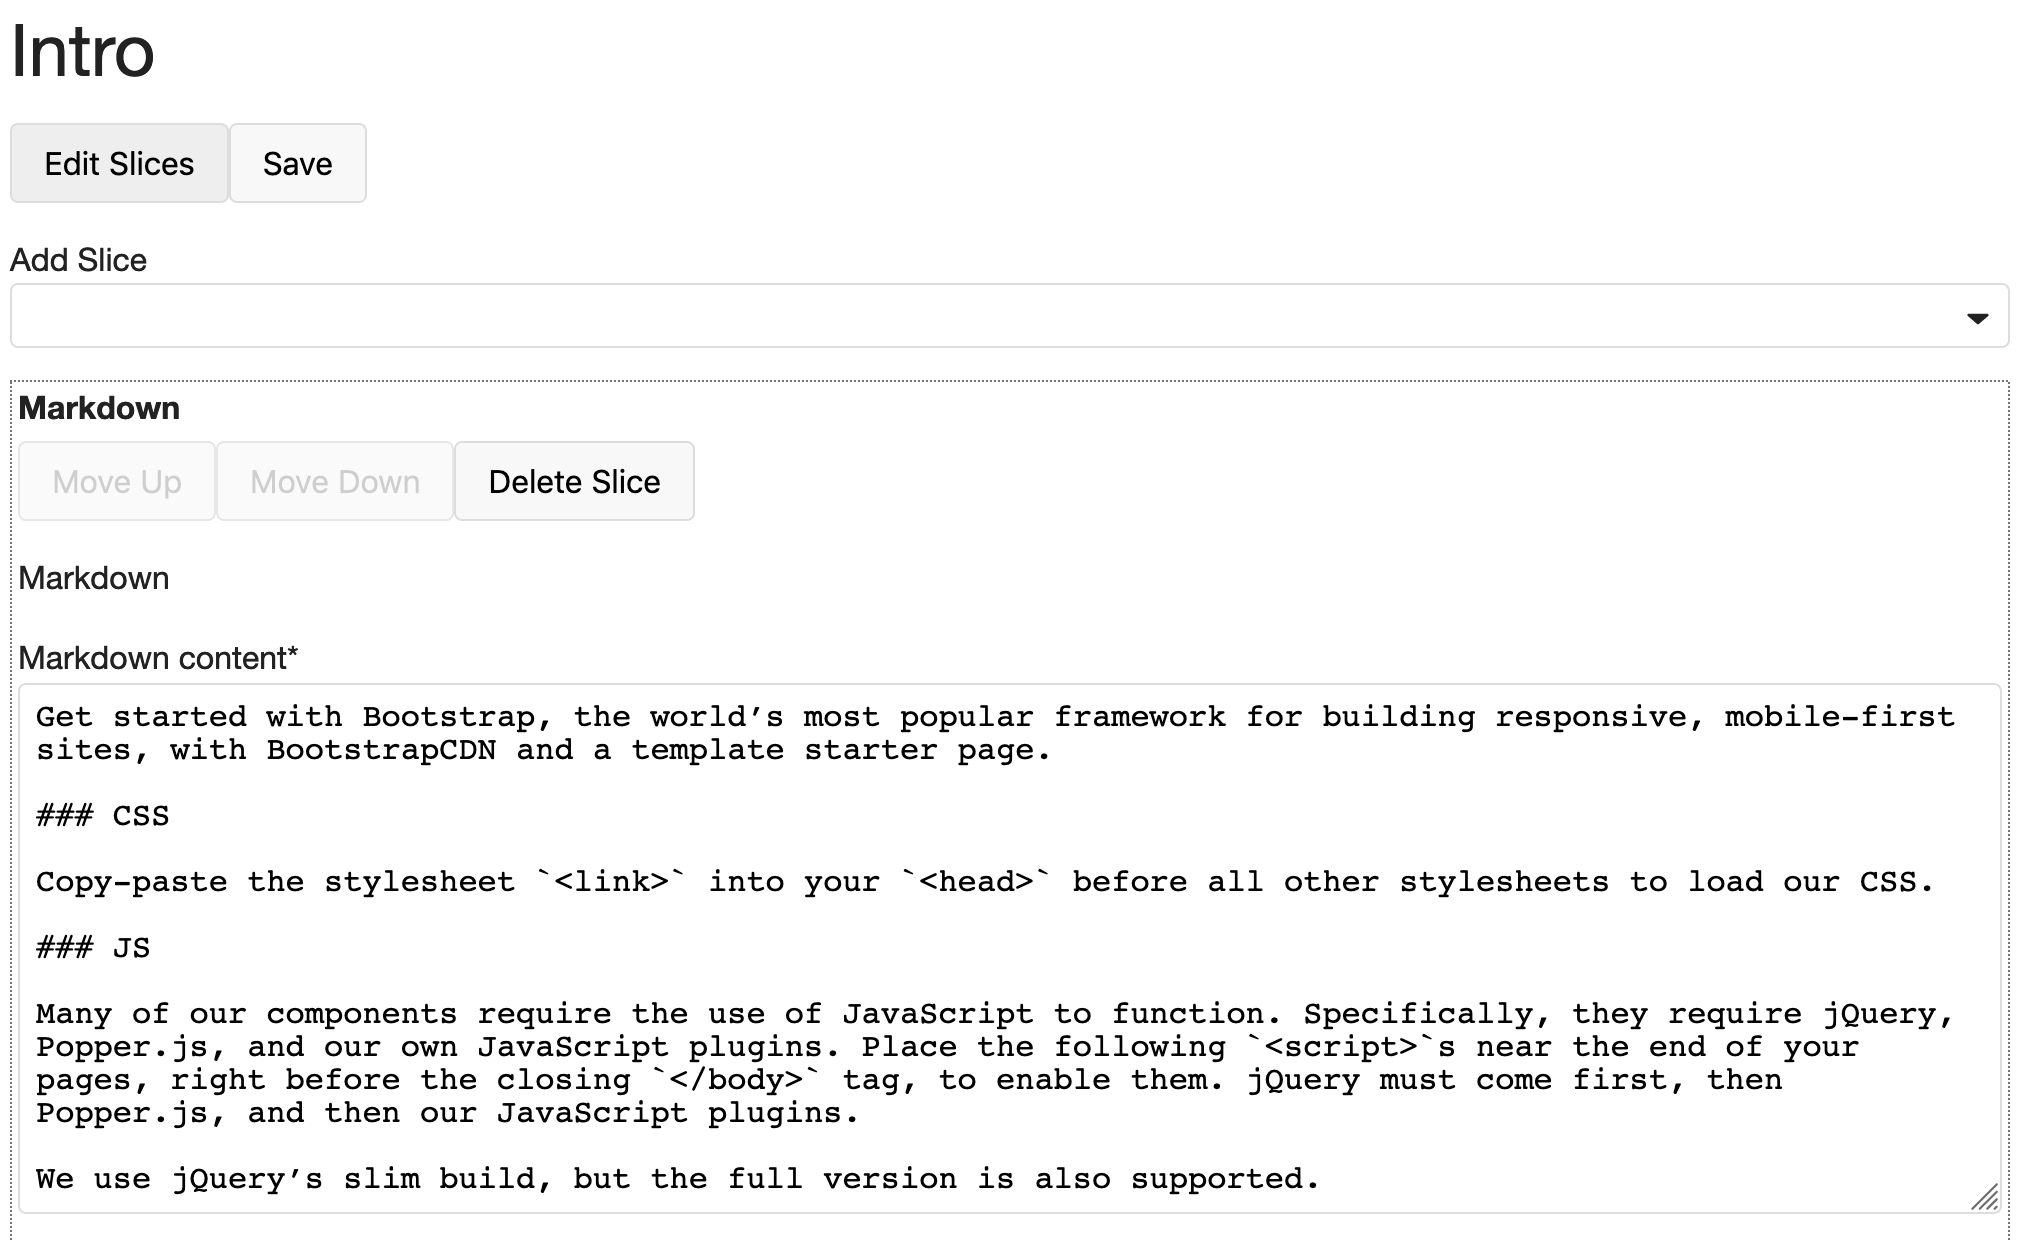 Intro
Edit Slices Save
Add Slice
Markdown
Move Up Move Down Delete Slice
Markdown
Markdown content*
Get started with Bootstrap, the world’s most popular framework for building responsive, mobile-first
sites, with BootstrapCDN and a template starter page.
### CSS
Copy-paste the stylesheet `<link>` into your `<head>` before all other stylesheets to load our CSS.
### JS
Many of our components require the use of JavaScript to function. Specifically, they require jQuery,
Popper.js, and our own JavaScript plugins. Place the following `<script>`s near the end of your
pages, right before the closing `</body>` tag, to enable them. jQuery must come first, then
Popper.js, and then our JavaScript plugins.
We use jQuery’s slim build, but the full version is also supported.